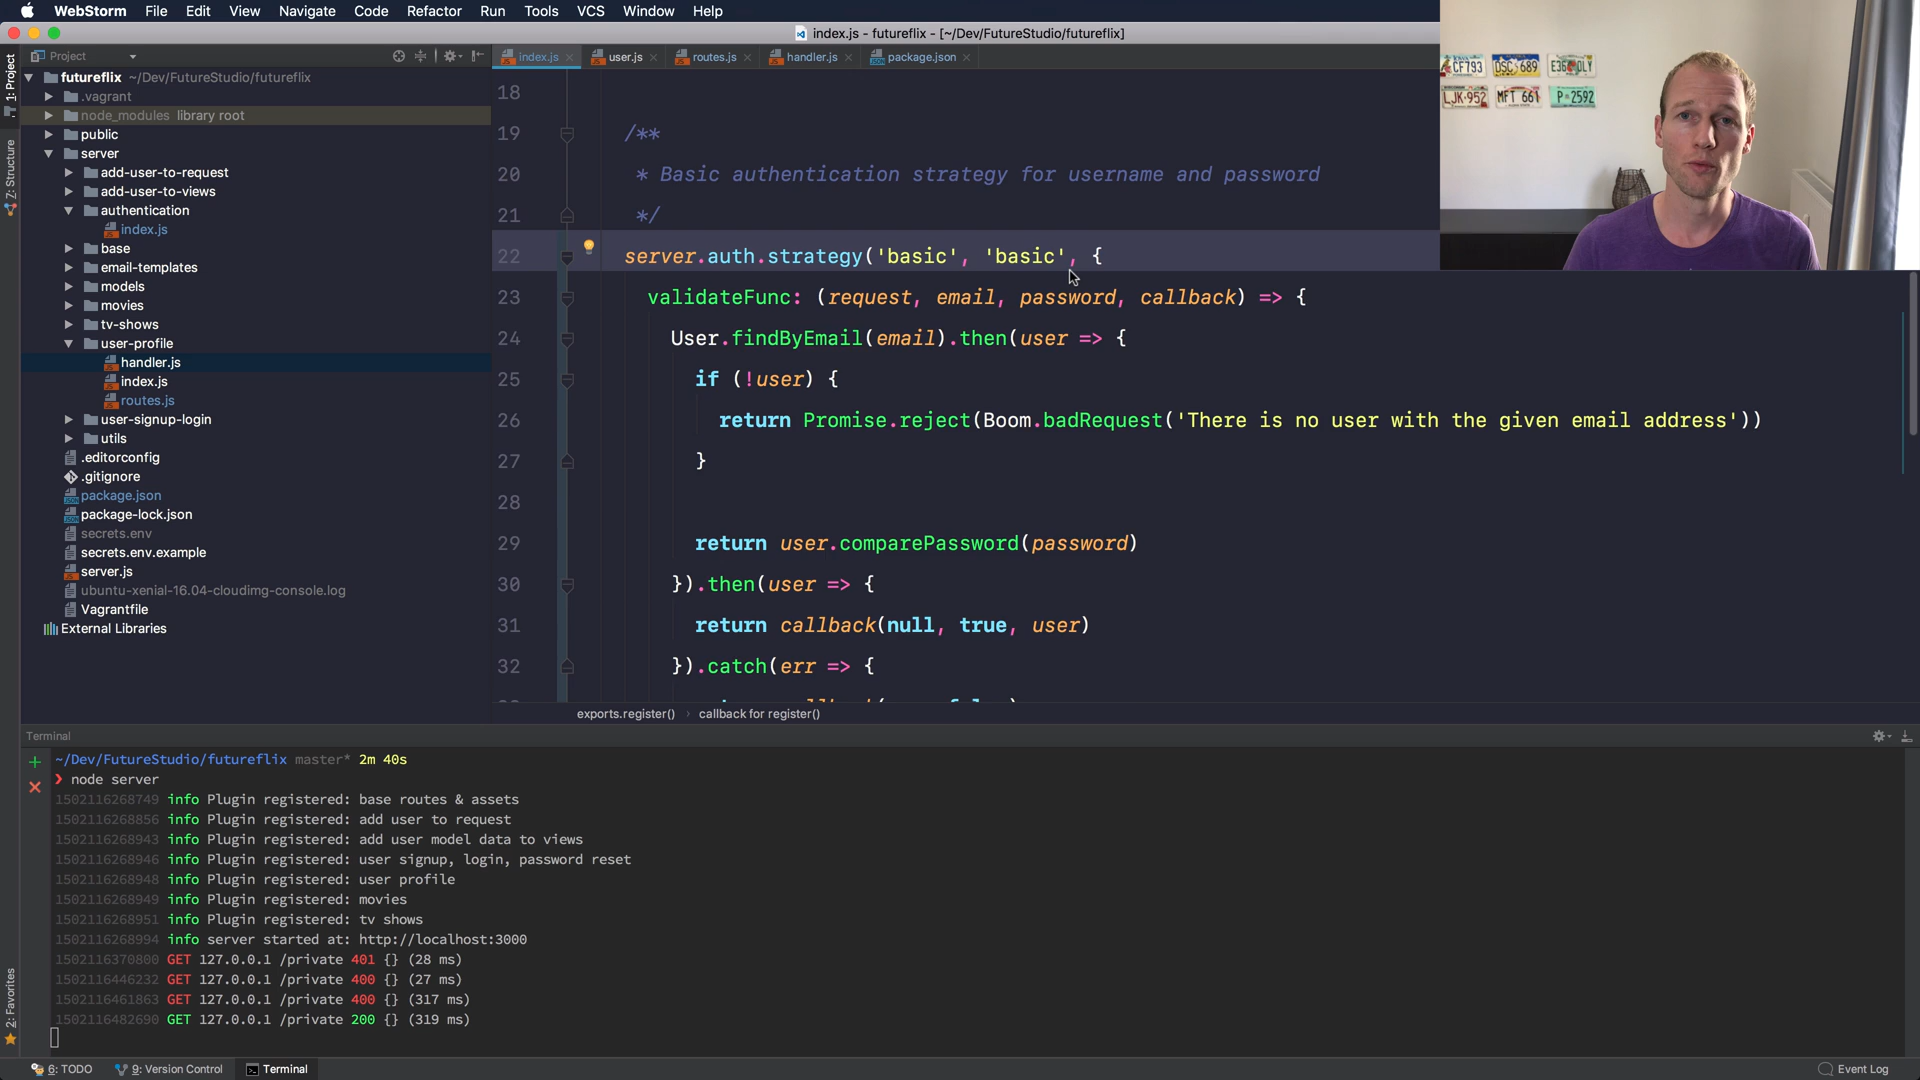 WebStorm File Edit View Navigate Code Refactor Run Tools VCS Window Help
index.js - futureflix - [~/Dev/FutureStudio/futureflix]
Project
index.js user.js routes.js handler.js package.json
1: Project
7: Structure
2: Favorites
futureflix ~/Dev/FutureStudio/futureflix
.vagrant
node_modules library root
public
server
add-user-to-request
add-user-to-views
authentication
index.js
base
email-templates
models
movies
tv-shows
user-profile
handler.js
index.js
routes.js
user-signup-login
utils
.editorconfig
.gitignore
package.json
package-lock.json
secrets.env
secrets.env.example
server.js
ubuntu-xenial-16.04-cloudimg-console.log
Vagrantfile
External Libraries
18
19 /**
20 * Basic authentication strategy for username and password
21 */
22 server.auth.strategy('basic', 'basic', {
23 validateFunc: (request, email, password, callback) => {
24 User.findByEmail(email).then(user => {
25 if (!user) {
26 return Promise.reject(Boom.badRequest('There is no user with the given email address'))
27 }
28
29 return user.comparePassword(password)
30 }).then(user => {
31 return callback(null, true, user)
32 }).catch(err => {
exports.register() › callback for register()
CF793 DSC 689
LJK 952 MFT 661 P 2592
Terminal
~/Dev/FutureStudio/futureflix master* 2m 40s
❯ node server
1502116268749 info Plugin registered: base routes & assets
1502116268856 info Plugin registered: add user to request
1502116268943 info Plugin registered: add user model data to views
1502116268946 info Plugin registered: user signup, login, password reset
1502116268948 info Plugin registered: user profile
1502116268949 info Plugin registered: movies
1502116268951 info Plugin registered: tv shows
1502116268994 info server started at: http://localhost:3000
1502116370800 GET 127.0.0.1 /private 401 {} (28 ms)
1502116446232 GET 127.0.0.1 /private 400 {} (27 ms)
1502116461863 GET 127.0.0.1 /private 400 {} (317 ms)
1502116482690 GET 127.0.0.1 /private 200 {} (319 ms)
6: TODO 9: Version Control Terminal Event Log